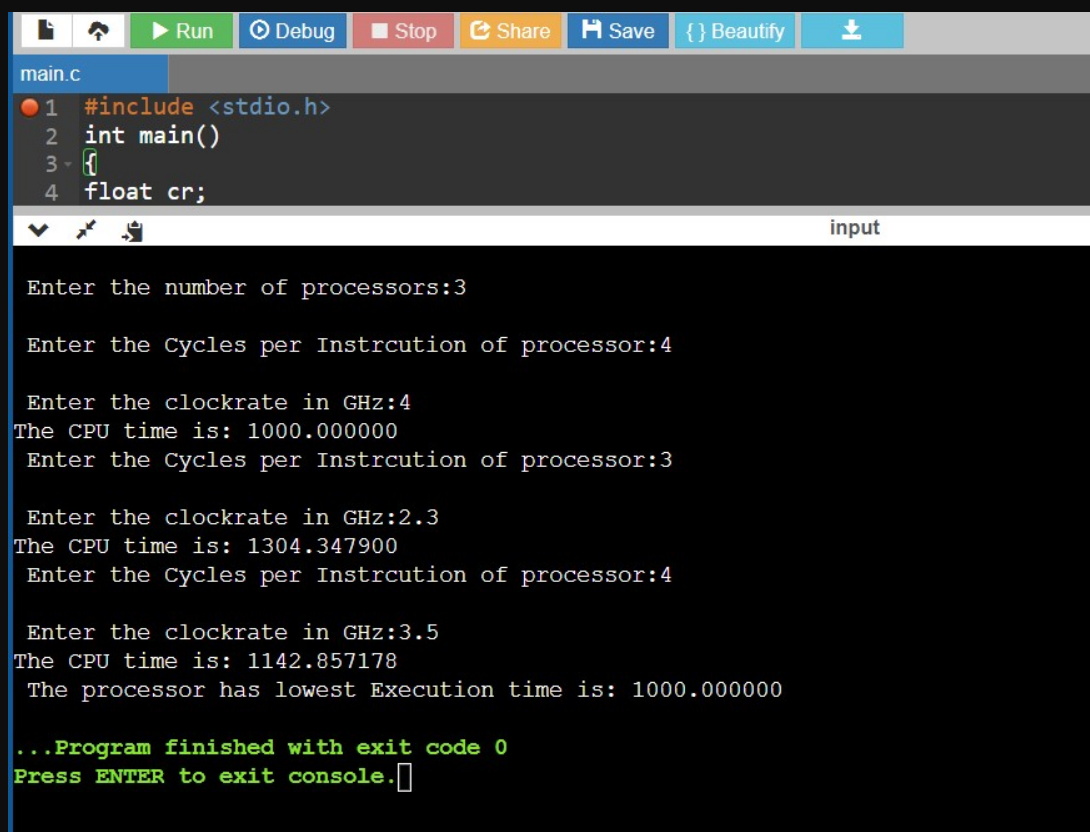 Run Debug Stop Share Save { } Beautify
main.c
1 #include <stdio.h>
2 int main()
3 {
4 float cr;
input
Enter the number of processors:3
Enter the Cycles per Instrcution of processor:4
Enter the clockrate in GHz:4
The CPU time is: 1000.000000
Enter the Cycles per Instrcution of processor:3
Enter the clockrate in GHz:2.3
The CPU time is: 1304.347900
Enter the Cycles per Instrcution of processor:4
Enter the clockrate in GHz:3.5
The CPU time is: 1142.857178
The processor has lowest Execution time is: 1000.000000
...Program finished with exit code 0
Press ENTER to exit console.